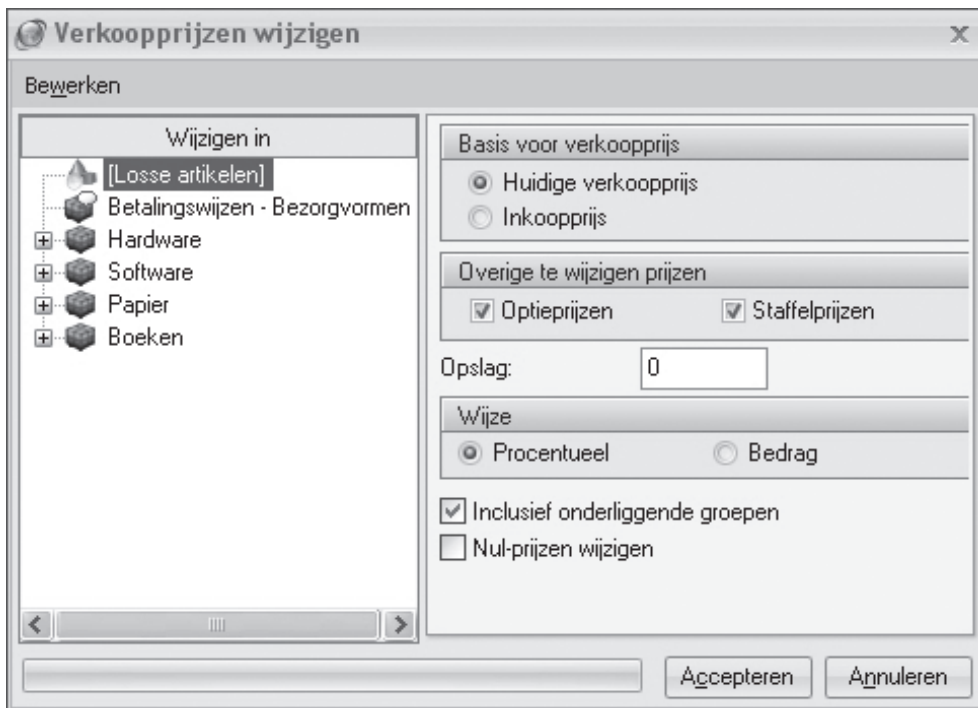 Verkoopprijzen wijzigen
Bewerken
Wijzigen in
[Losse artikelen]
Betalingswijzen - Bezorgvormen
Hardware
Software
Papier
Boeken
Basis voor verkoopprijs
Huidige verkoopprijs
Inkoopprijs
Overige te wijzigen prijzen
Optieprijzen
Staffelprijzen
Opslag:
0
Wijze
Procentueel
Bedrag
Inclusief onderliggende groepen
Nul-prijzen wijzigen
Accepteren
Annuleren